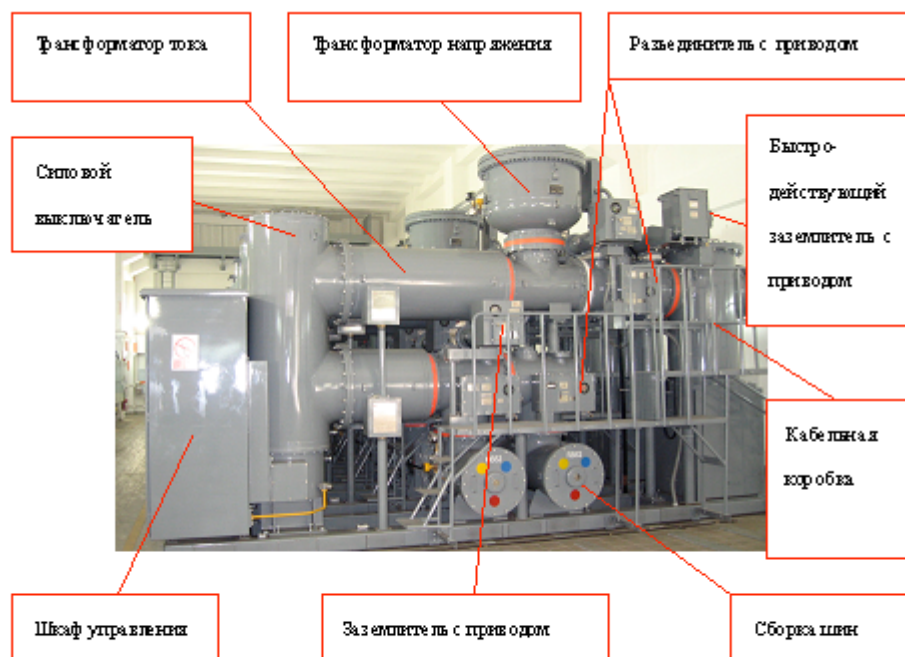 Трансформатор тока
Трансформатор напряжения
Разъединитель с приводом
Силовой
выключатель
Быстро-
действующий
заземлитель с
приводом
Кабельная
коробка
Шкаф управления
Заземлитель с приводом
Сборка шин